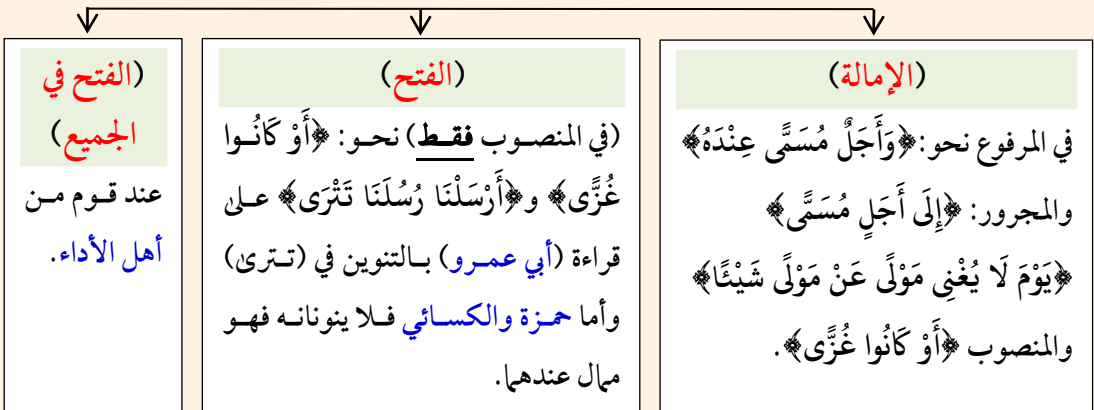 (الإمالة)
في المرفوع نحو:﴿وَأَجَلٌ مُسَمًّى عِنْدَهُ﴾
والمجرور: ﴿إِلَى أَجَلٍ مُسَمًّى﴾
﴿يَوْمَ لَا يُغْنِى مَوْلًى عَنْ مَوْلًى شَيْئًا﴾
والمنصوب ﴿أَوْ كَانُوا غُزًّى﴾.
(الفتح)
(في المنصوب فقط) نحو: ﴿أَوْ كَانُوا
غُزًّى﴾ و﴿أَرْسَلْنَا رُسُلَنَا تَتْرَى﴾ على
قراءة (أبي عمرو) بالتنوين في (تترىٰ)
وأما حمزة والكسائي فلا ينونانه فهو
ممال عندهما.
(الفتح في
الجميع)
عند قوم من
أهل الأداء.